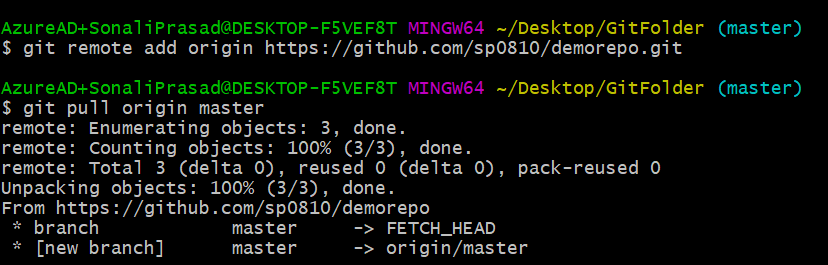 AzureAD+SonaliPrasad@DESKTOP-F5VEF8T MINGW64 ~/Desktop/GitFolder (master)
$ git remote add origin https://github.com/sp0810/demorepo.git
AzureAD+SonaliPrasad@DESKTOP-F5VEF8T MINGW64 ~/Desktop/GitFolder (master)
$ git pull origin master
remote: Enumerating objects: 3, done.
remote: Counting objects: 100% (3/3), done.
remote: Total 3 (delta 0), reused 0 (delta 0), pack-reused 0
Unpacking objects: 100% (3/3), done.
From https://github.com/sp0810/demorepo
 * branch            master     -> FETCH_HEAD
 * [new branch]      master     -> origin/master